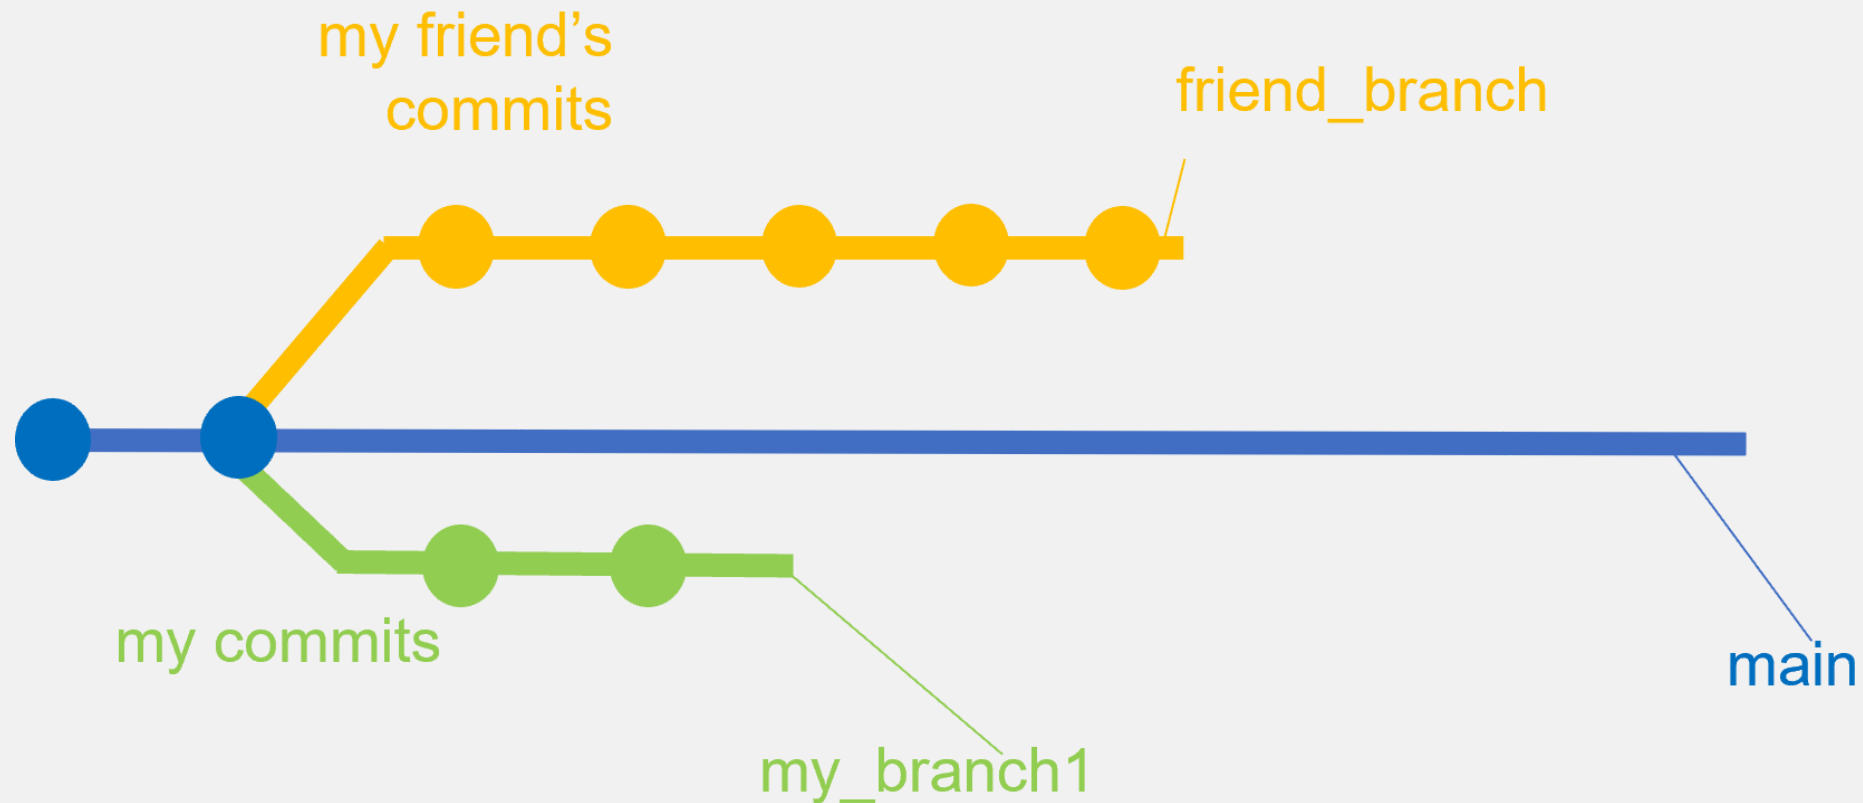 my friend’s
commits
friend_branch
my commits
main
my_branch1